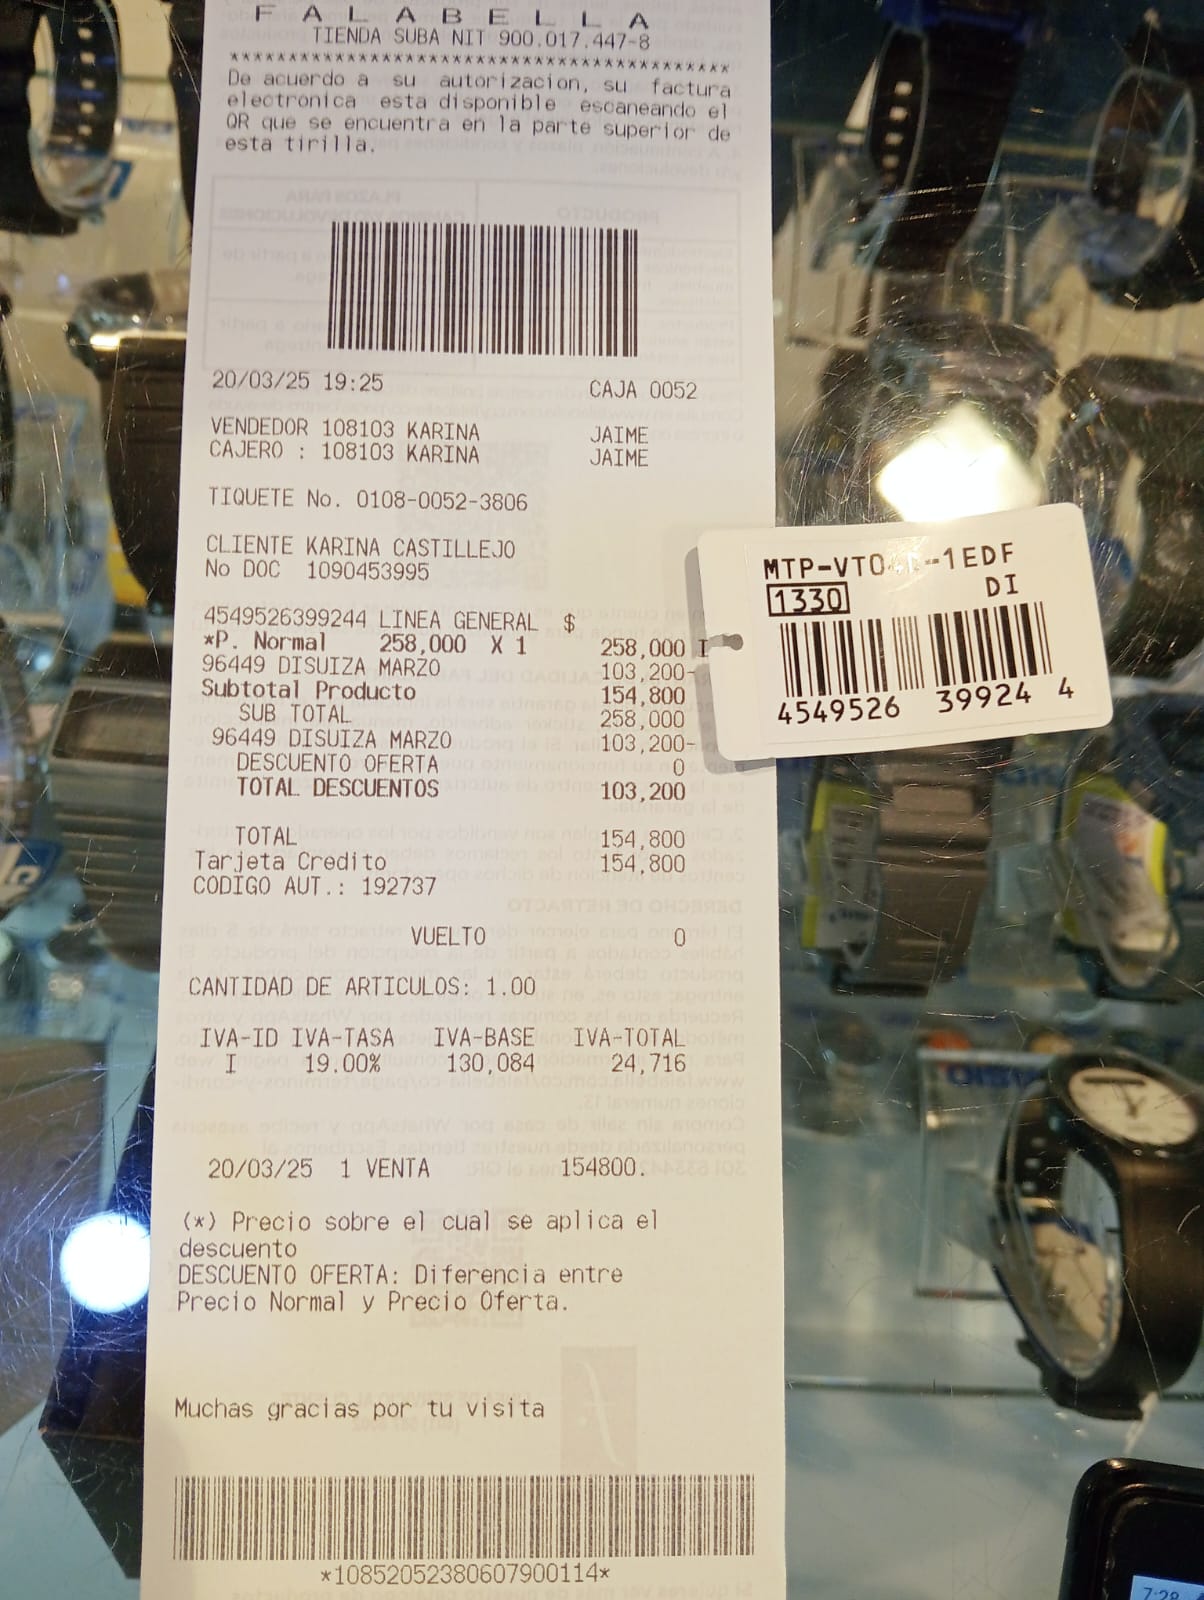 F A L A B E L L A
TIENDA SUBA NIT 900.017.447-8
******************************************
De acuerdo a su autorizacion, su factura
electronica esta disponible escaneando el
QR que se encuentra en la parte superior de
esta tirilla.
20/03/25 19:25 CAJA 0052
VENDEDOR 108103 KARINA JAIME
CAJERO : 108103 KARINA JAIME
TIQUETE No. 0108-0052-3806
CLIENTE KARINA CASTILLEJO
No DOC 1090453995
4549526399244 LINEA GENERAL $
*P. Normal 258,000 X 1 258,000 I
96449 DISUIZA MARZO 103,200-
Subtotal Producto 154,800
SUB TOTAL 258,000
96449 DISUIZA MARZO 103,200-
DESCUENTO OFERTA 0
TOTAL DESCUENTOS 103,200
TOTAL 154,800
Tarjeta Credito 154,800
CODIGO AUT.: 192737
VUELTO 0
CANTIDAD DE ARTICULOS: 1.00
IVA-ID IVA-TASA IVA-BASE IVA-TOTAL
I 19.00% 130,084 24,716
20/03/25 1 VENTA 154800.
(*) Precio sobre el cual se aplica el
descuento
DESCUENTO OFERTA: Diferencia entre
Precio Normal y Precio Oferta.
Muchas gracias por tu visita
*10852052380607900114*
DI
1330
4549526 39924 4
7:28